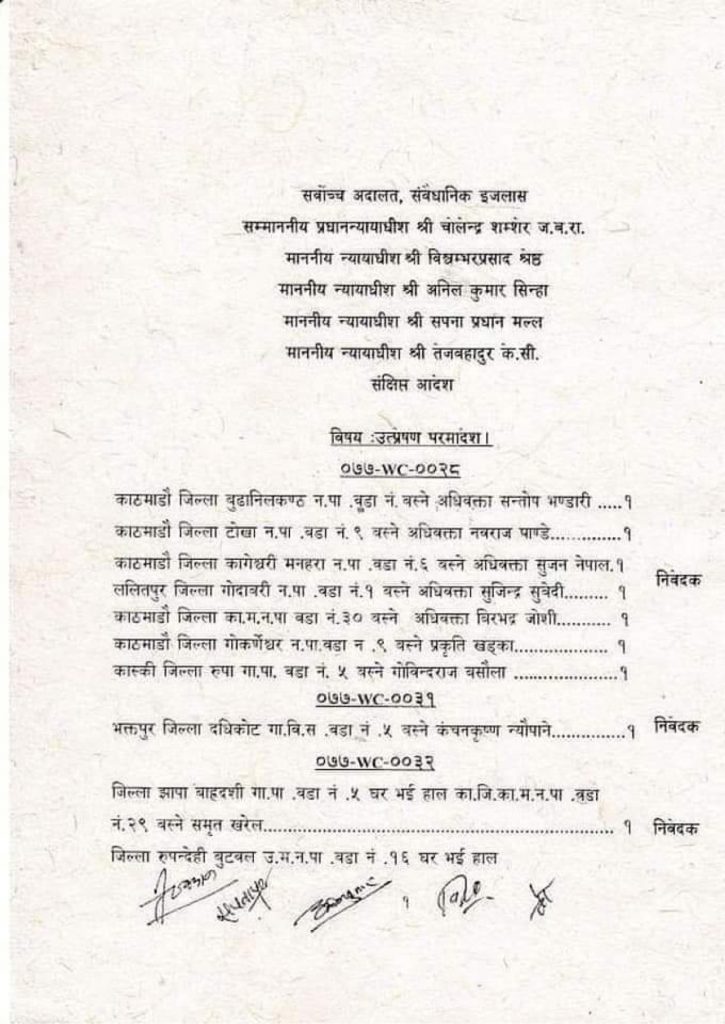 सर्वोच्च अदालत, संवैधानिक इजलास
सम्माननीय प्रधानन्यायाधीश श्री चोलेन्द्र शम्शेर ज.ब.रा.
माननीय न्यायाधीश श्री विश्वम्भरप्रसाद श्रेष्ठ
माननीय न्यायाधीश श्री अनिल कुमार सिन्हा
माननीय न्यायाधीश श्री सपना प्रधान मल्ल
माननीय न्यायाधीश श्री तेजबहादुर के.सी.
संक्षिप्त आदेश
विषय :उत्प्रेषण परमादेश।
०७७-WC-००२८
काठमाडौं जिल्ला बुढानिलकण्ठ न.पा .वडा नं. बस्ने अधिवक्ता सन्तोष भण्डारी .....१
काठमाडौं जिल्ला टोखा न.पा .वडा नं. ९ बस्ने अधिवक्ता नवराज पाण्डे.............१
काठमाडौं जिल्ला कागेश्वरी मनहरा न.पा .वडा नं.६ बस्ने अधिवक्ता सुजन नेपाल.१
निवेदक
ललितपुर जिल्ला गोदावरी न.पा .वडा नं.१ बस्ने अधिवक्ता सुजिन्द्र सुवेदी......... १
काठमाडौं जिल्ला का.म.न.पा वडा नं.३० बस्ने अधिवक्ता बिरभद्र जोशी........... १
काठमाडौं जिल्ला गोकर्णेश्वर न.पा.वडा न .९ बस्ने प्रकृति खड्का.................... १
कास्की जिल्ला रुपा गा.पा. वडा नं. ५ बस्ने गोविन्दराज बसौला ......................१
०७७-WC-००३१
भक्तपुर जिल्ला दधिकोट गा.वि.स .वडा नं .५ बस्ने कंचनकृष्ण न्यौपाने...............१ निवेदक
०७७-WC-००३२
जिल्ला झापा बाह्रदशी गा.पा .वडा नं .५ घर भई हाल का.जि.का.म.न.पा .वडा
नं.२९ बस्ने समृत खरेल........................................................................ १ निवेदक
जिल्ला रुपन्देही बुटवल उ.म.न.पा .वडा नं .१६ घर भई हाल
१